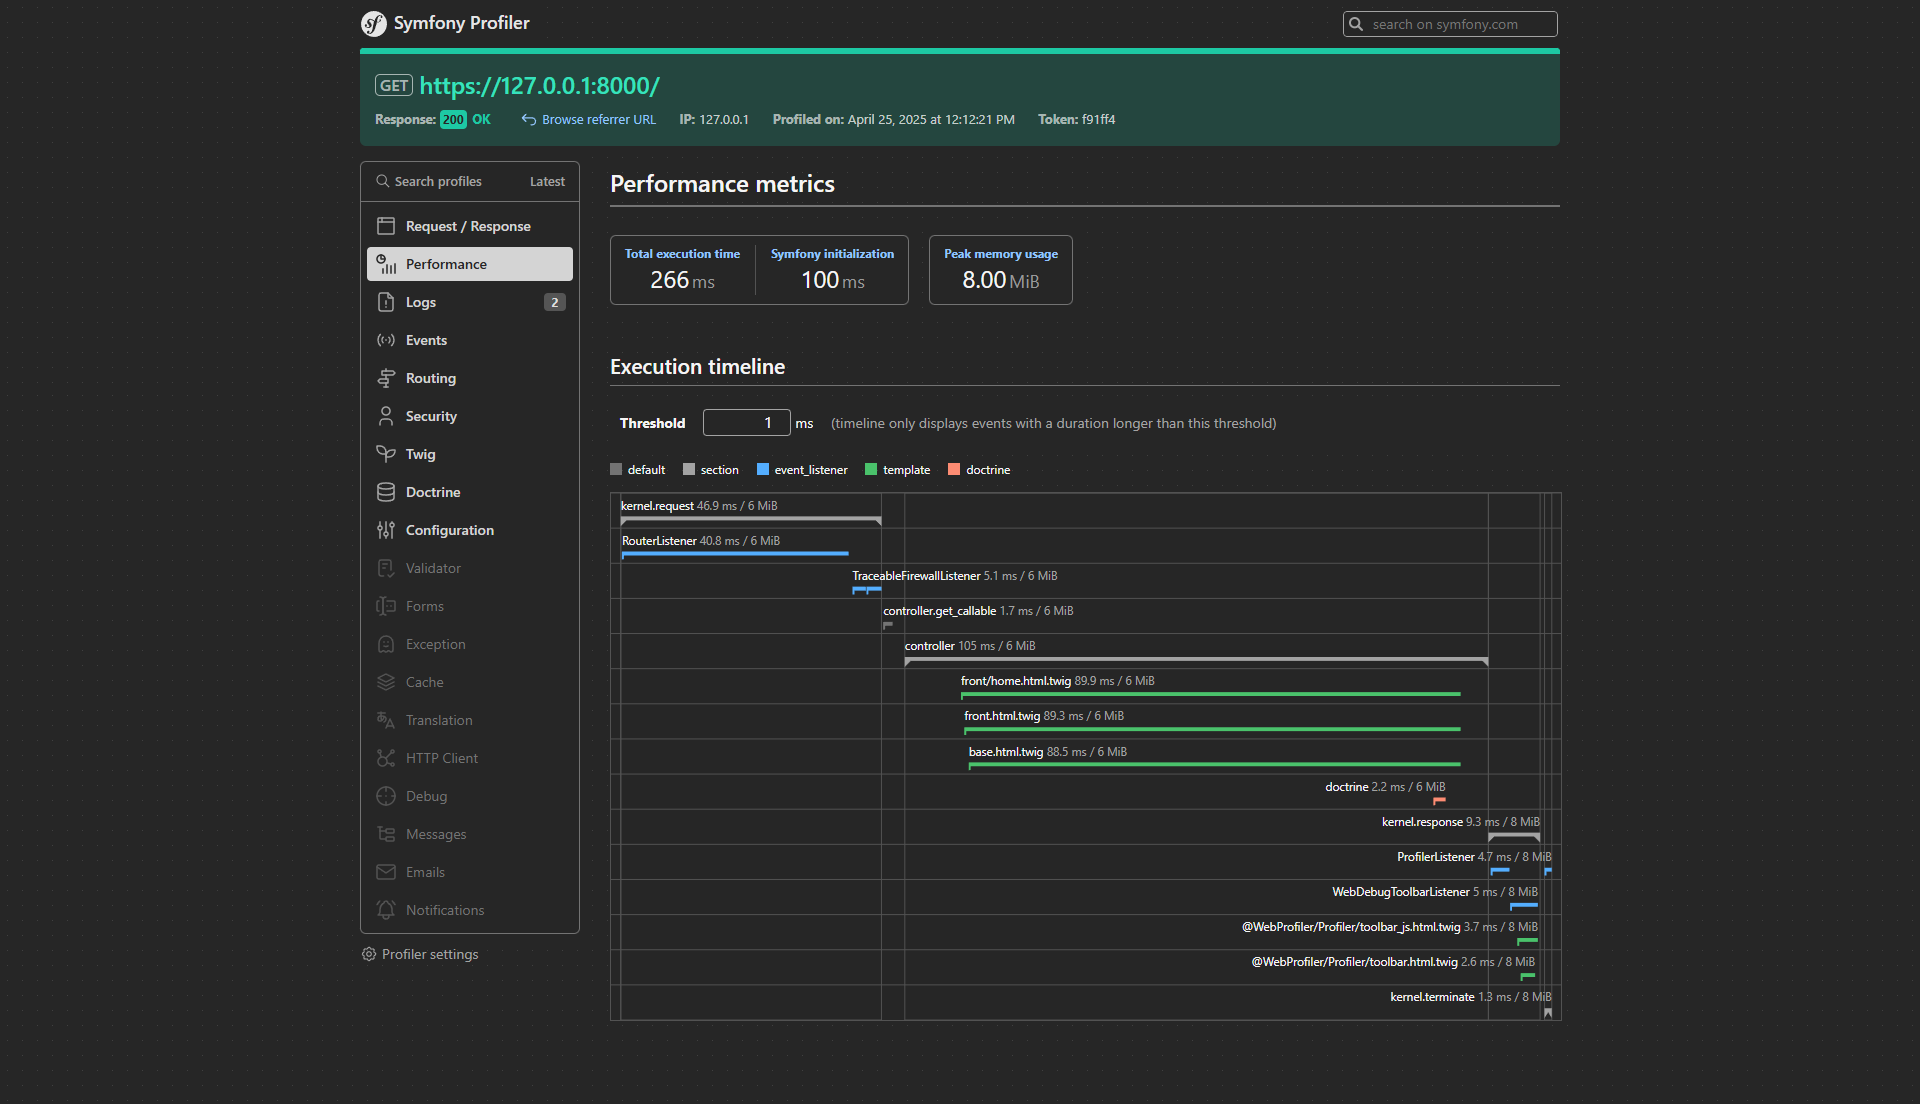 Symfony Profiler
search on symfony.com
GET https://127.0.0.1:8000/
Response: 200 OK Browse referrer URL IP: 127.0.0.1 Profiled on: April 25, 2025 at 12:12:21 PM Token: f91ff4
Search profiles Latest
Request / Response
Performance
Logs 2
Events
Routing
Security
Twig
Doctrine
Configuration
Validator
Forms
Exception
Cache
Translation
HTTP Client
Debug
Messages
Emails
Notifications
Profiler settings
Performance metrics
Total execution time
266 ms
Symfony initialization
100 ms
Peak memory usage
8.00 MiB
Execution timeline
Threshold 1 ms (timeline only displays events with a duration longer than this threshold)
default section event_listener template doctrine
kernel.request 46.9 ms / 6 MiB
RouterListener 40.8 ms / 6 MiB
TraceableFirewallListener 5.1 ms / 6 MiB
controller.get_callable 1.7 ms / 6 MiB
controller 105 ms / 6 MiB
front/home.html.twig 89.9 ms / 6 MiB
front.html.twig 89.3 ms / 6 MiB
base.html.twig 88.5 ms / 6 MiB
doctrine 2.2 ms / 6 MiB
kernel.response 9.3 ms / 8 MiB
ProfilerListener 4.7 ms / 8 MiB
WebDebugToolbarListener 5 ms / 8 MiB
@WebProfiler/Profiler/toolbar_js.html.twig 3.7 ms / 8 MiB
@WebProfiler/Profiler/toolbar.html.twig 2.6 ms / 8 MiB
kernel.terminate 1.3 ms / 8 MiB